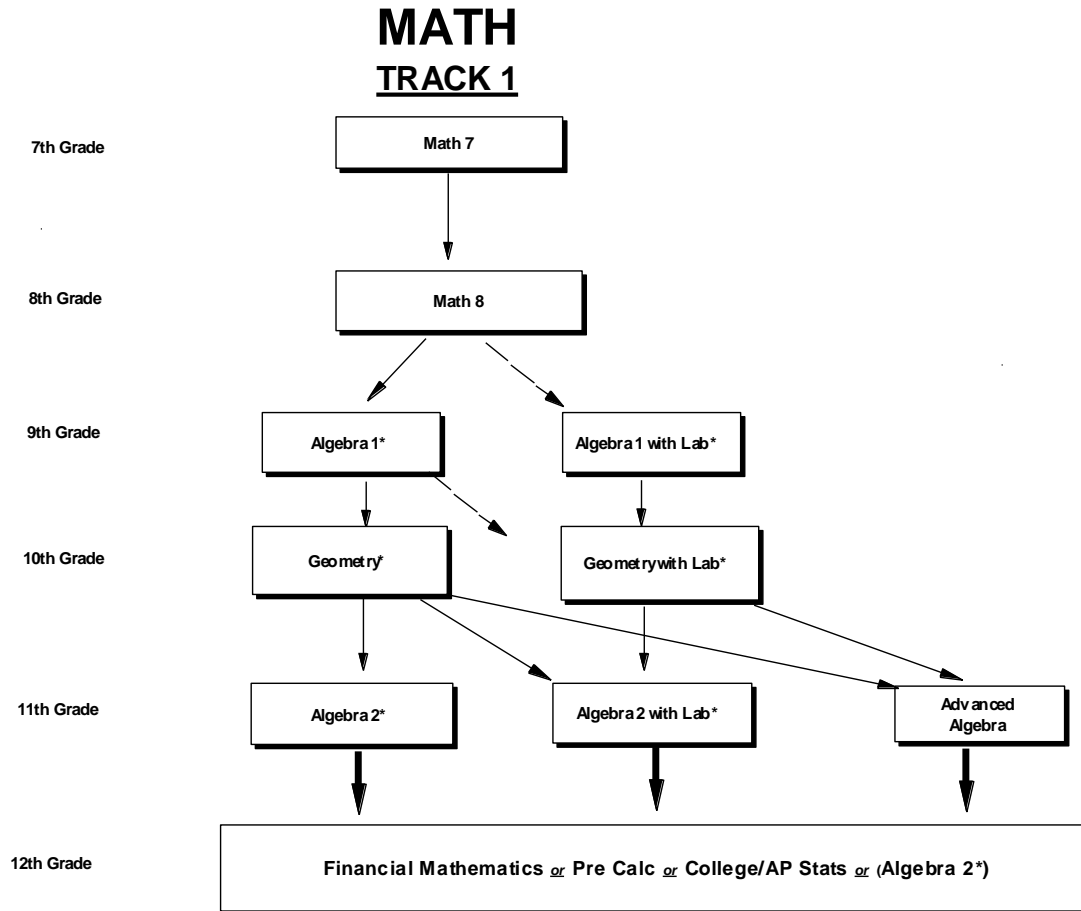 MATH
TRACK 1
7th Grade
Math 7
8th Grade
Math 8
9th Grade
Algebra 1*
Algebra 1 with Lab*
10th Grade
Geometry*
Geometry with Lab*
11th Grade
Algebra 2*
Algebra 2 with Lab*
Advanced
Algebra
12th Grade
Financial Mathematics or Pre Calc or College/AP Stats or (Algebra 2*)